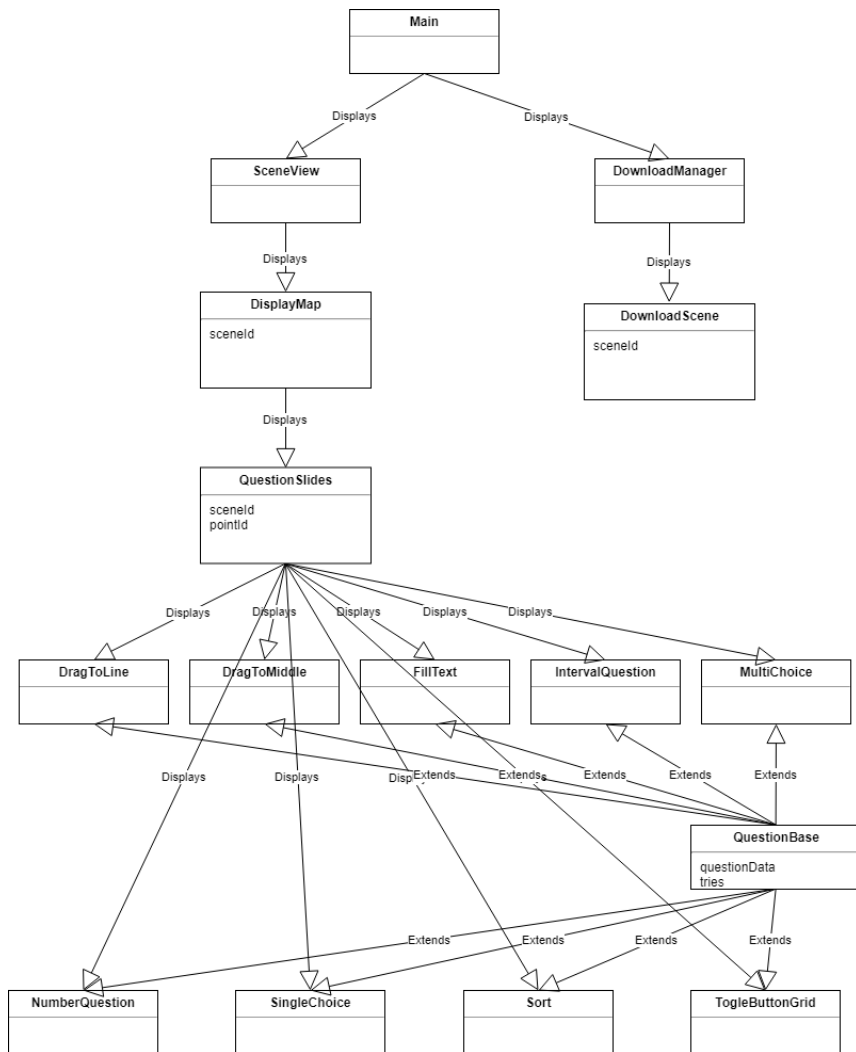 Main
Displays
Displays
SceneView
DownloadManager
Displays
Displays
DisplayMap
sceneId
DownloadScene
sceneId
Displays
QuestionSlides
sceneId
pointId
Displays
Displays
Displays
Displays
Displays
DragToLine
DragToMiddle
FillText
IntervalQuestion
MultiChoice
Displays
Displays
Extends
Extends
Extends
Extends
Extends
QuestionBase
questionData
tries
Extends
Extends
Extends
Extends
NumberQuestion
SingleChoice
Sort
TogleButtonGrid